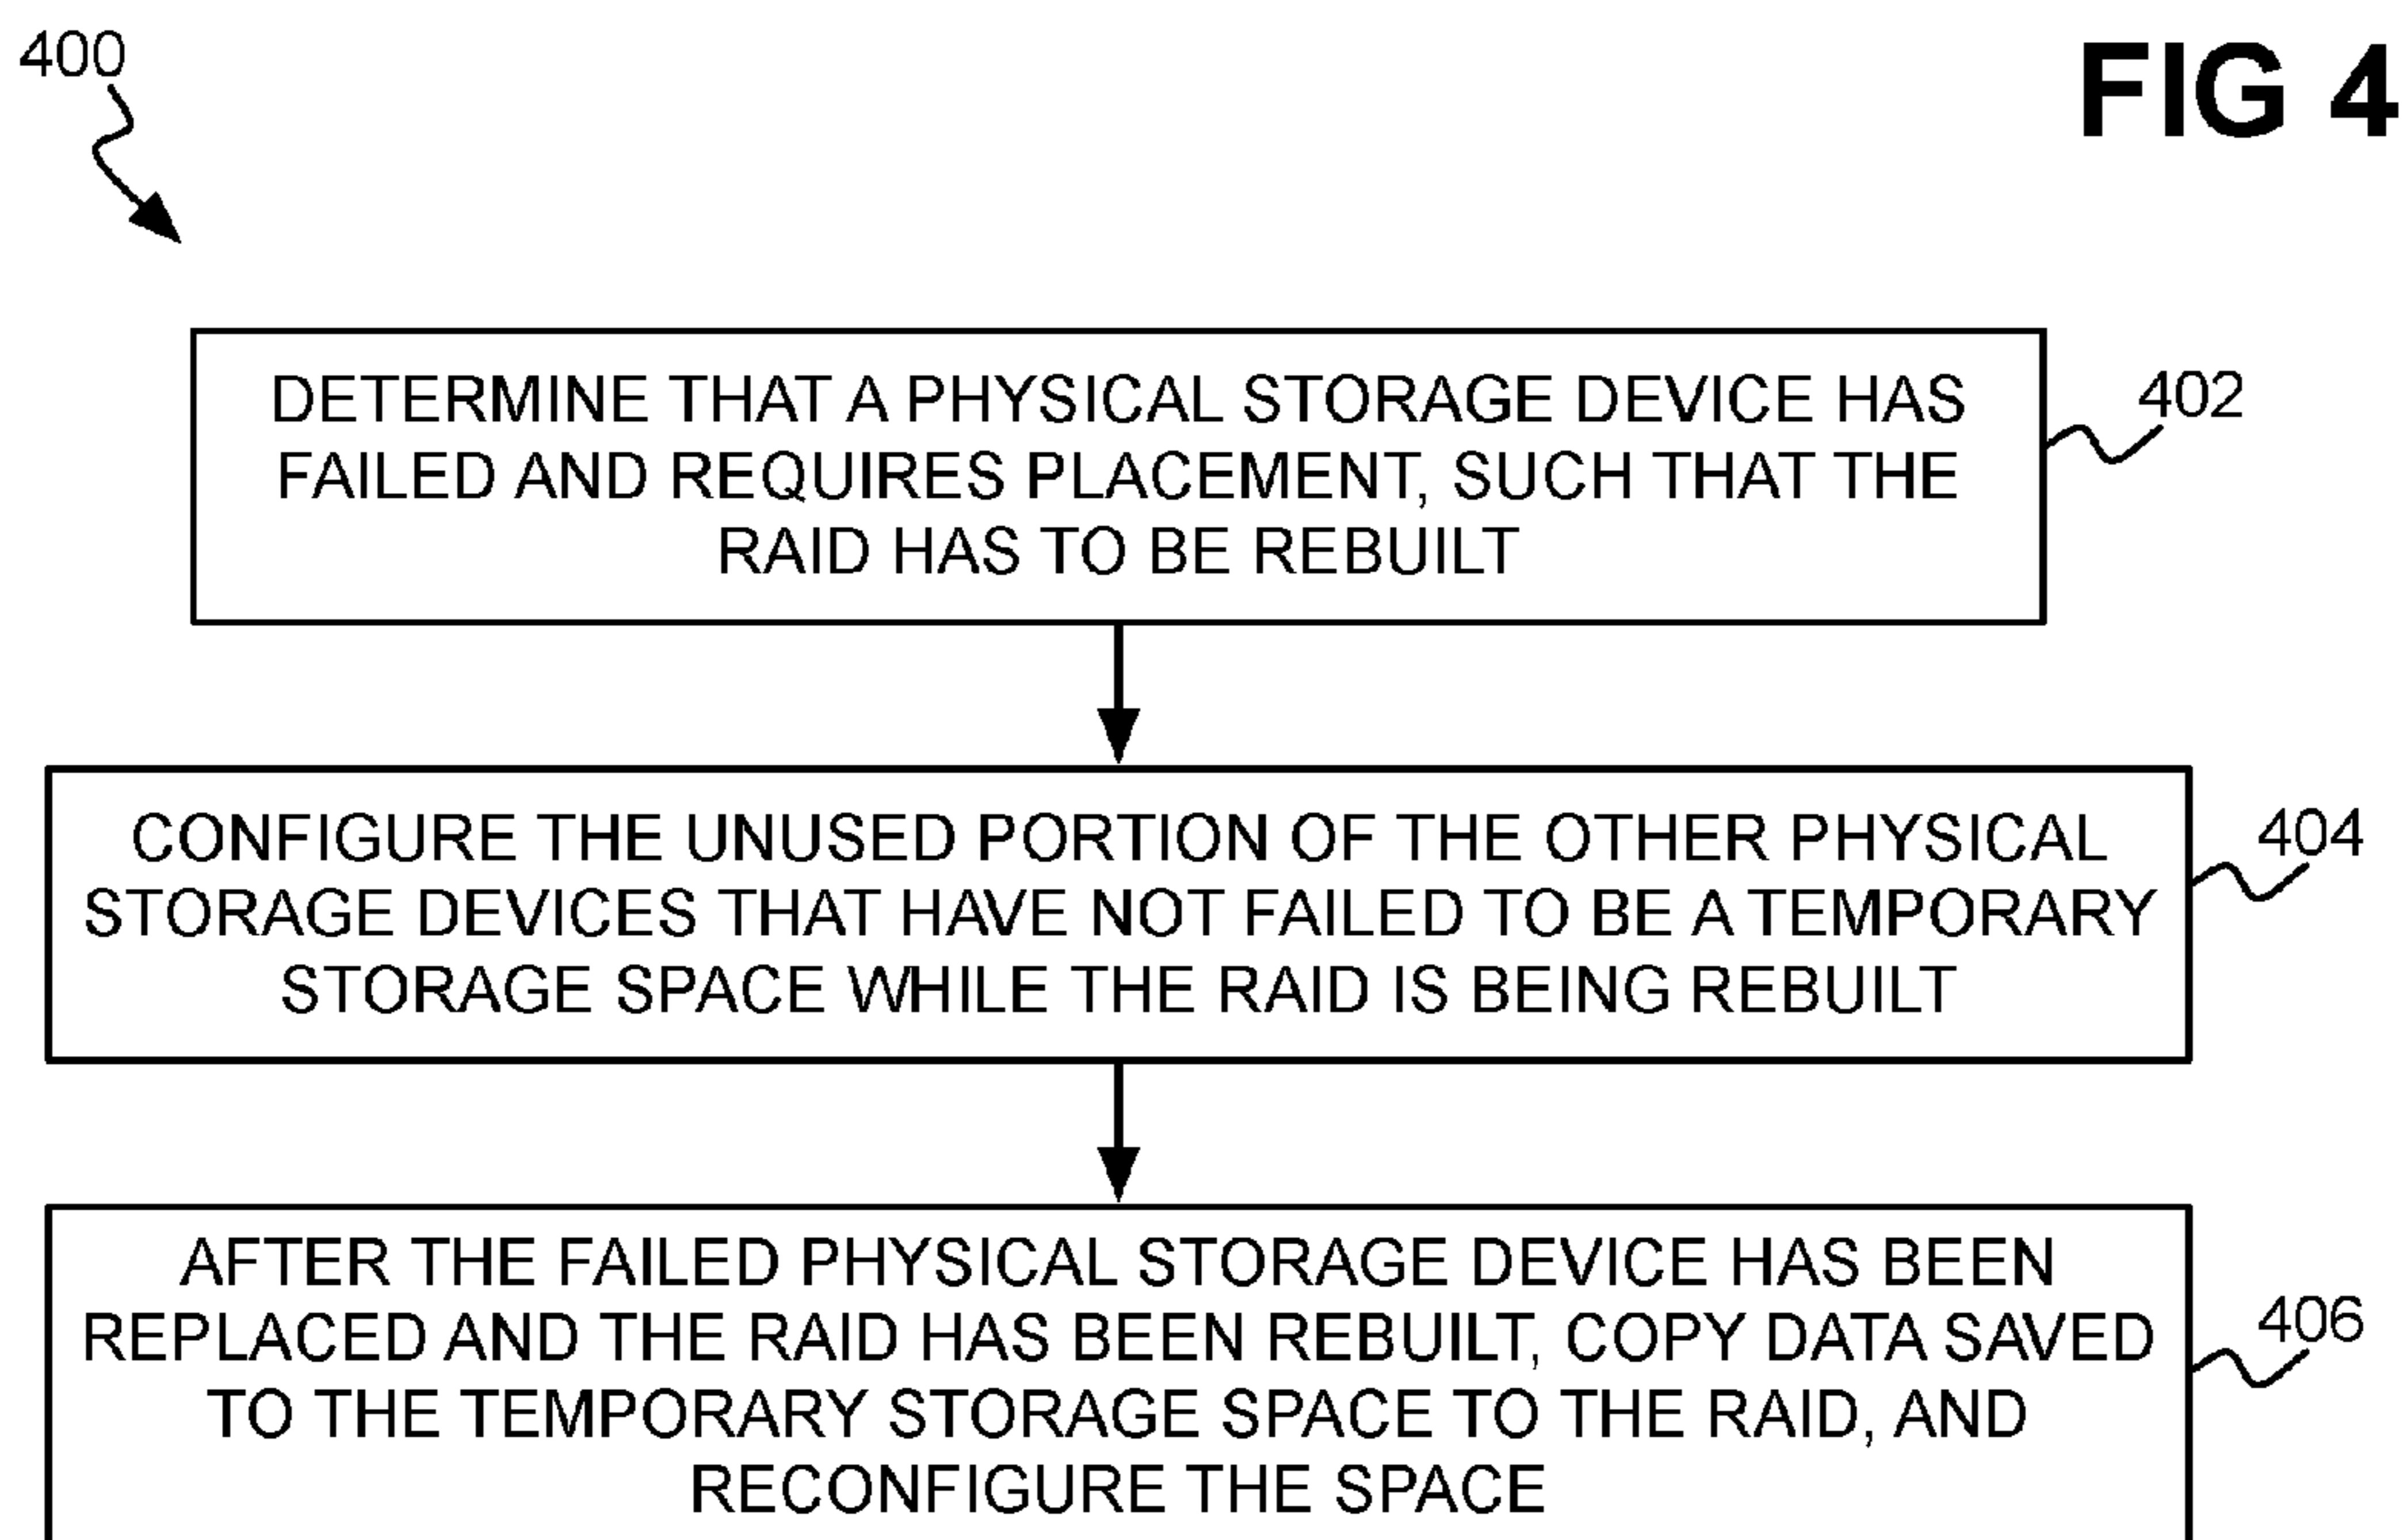 400
FIG 4
DETERMINE THAT A PHYSICAL STORAGE DEVICE HAS
FAILED AND REQUIRES PLACEMENT, SUCH THAT THE
RAID HAS TO BE REBUILT
402
CONFIGURE THE UNUSED PORTION OF THE OTHER PHYSICAL
STORAGE DEVICES THAT HAVE NOT FAILED TO BE A TEMPORARY
STORAGE SPACE WHILE THE RAID IS BEING REBUILT
404
AFTER THE FAILED PHYSICAL STORAGE DEVICE HAS BEEN
REPLACED AND THE RAID HAS BEEN REBUILT, COPY DATA SAVED
TO THE TEMPORARY STORAGE SPACE TO THE RAID, AND
RECONFIGURE THE SPACE
406